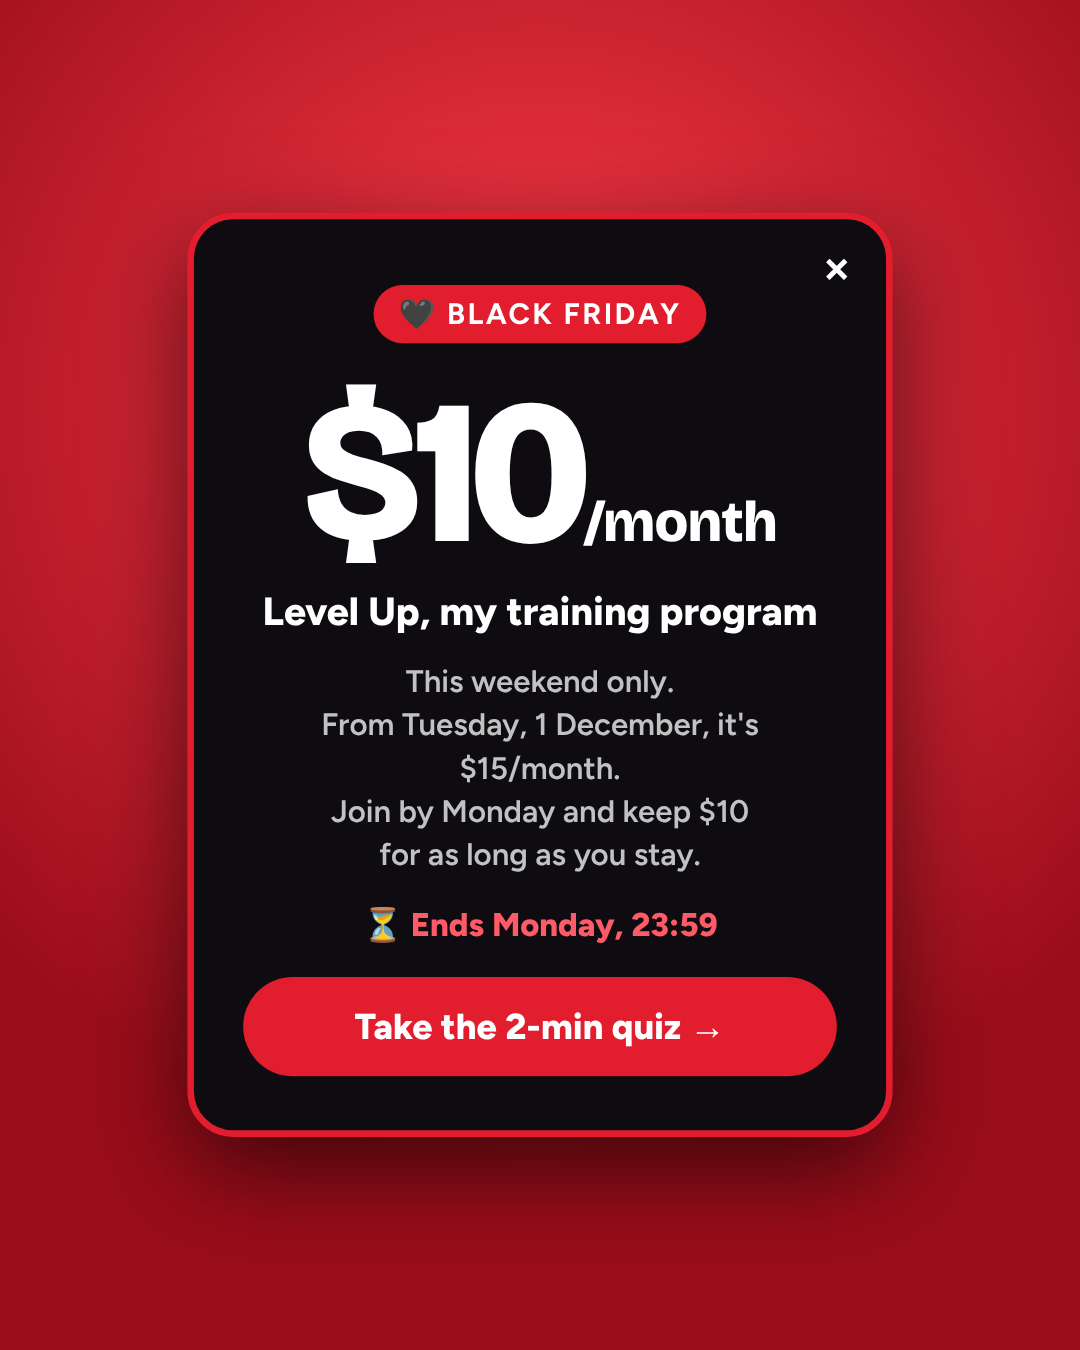 ×
🖤 BLACK FRIDAY
$10/month
Level Up, my training program
This weekend only.
From Tuesday, 1 December, it's
$15/month.
Join by Monday and keep $10
for as long as you stay.
⏳ Ends Monday, 23:59
Take the 2-min quiz →